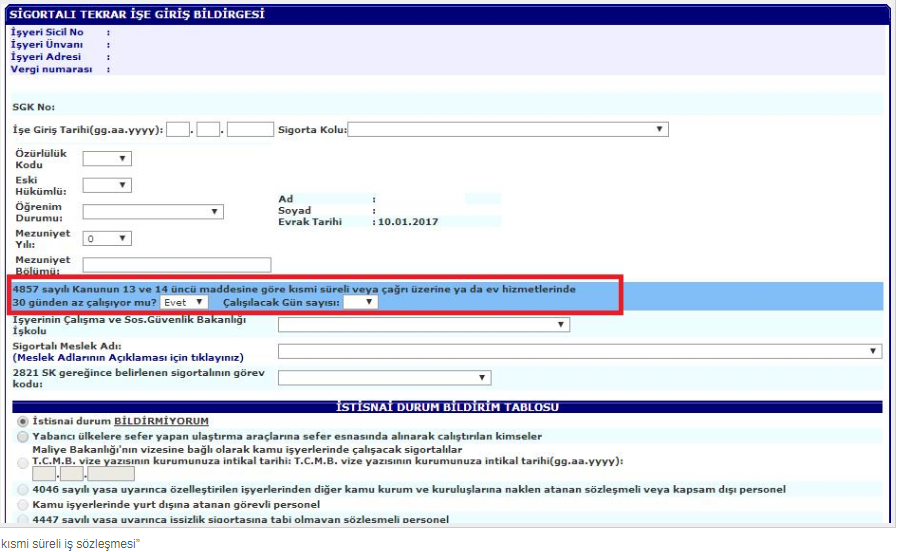 SİGORTALI TEKRAR İŞE GİRİŞ BİLDİRGESİ
İşyeri Sicil No :
İşyeri Ünvanı :
İşyeri Adresi :
Vergi numarası :
SGK No:
İşe Giriş Tarihi(gg.aa.yyyy): . . Sigorta Kolu:
Özürlülük Kodu
Eski Hükümlü:
Öğrenim Durumu:
Ad :
Soyad :
Evrak Tarihi : 10.01.2017
Mezuniyet Yılı: 0
Mezuniyet Bölümü:
4857 sayılı Kanunun 13 ve 14 üncü maddesine göre kısmi süreli veya çağrı üzerine ya da ev hizmetlerinde
30 günden az çalışıyor mu? Evet Çalışılacak Gün sayısı:
İşyerinin Çalışma ve Sos.Güvenlik Bakanlığı
İşkolu
Sigortalı Meslek Adı:
(Meslek Adlarının Açıklaması için tıklayınız)
2821 SK gereğince belirlenen sigortalının görev
kodu:
İSTİSNAİ DURUM BİLDİRİM TABLOSU
İstisnai durum BİLDİRMİYORUM
Yabancı ülkelere sefer yapan ulaştırma araçlarına sefer esnasında alınarak çalıştırılan kimseler
Maliye Bakanlığı'nın vizesine bağlı olarak kamu işyerlerinde çalışacak sigortalılar
T.C.M.B. vize yazısının kurumunuza intikal tarihi: T.C.M.B. vize yazısının kurumunuza intikal tarihi(gg.aa.yyyy):
. .
4046 sayılı yasa uyarınca özelleştirilen işyerlerinden diğer kamu kurum ve kuruluşlarına naklen atanan sözleşmeli veya kapsam dışı personel
Kamu işyerlerinde yurt dışına atanan görevli personel
4447 sayılı yasa uyarınca işsizlik sigortasına tabi olmayan sözleşmeli personel
kısmi süreli iş sözleşmesi"